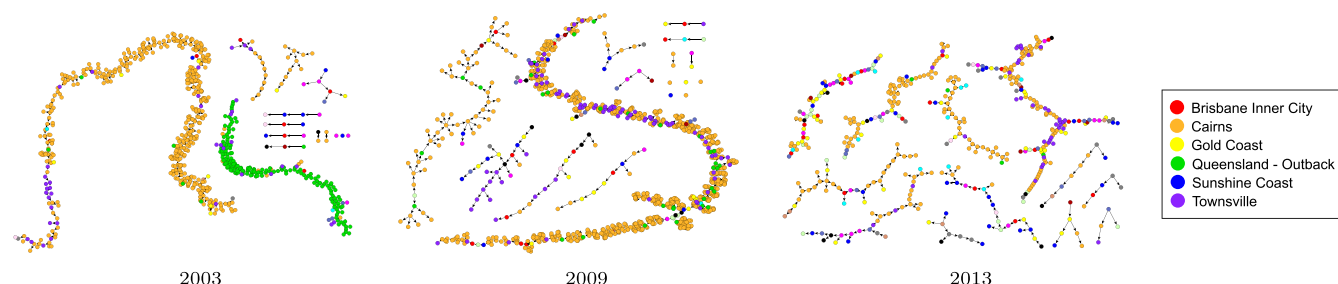 Brisbane Inner City
Cairns
Gold Coast
Queensland - Outback
Sunshine Coast
Townsville
2003
2009
2013